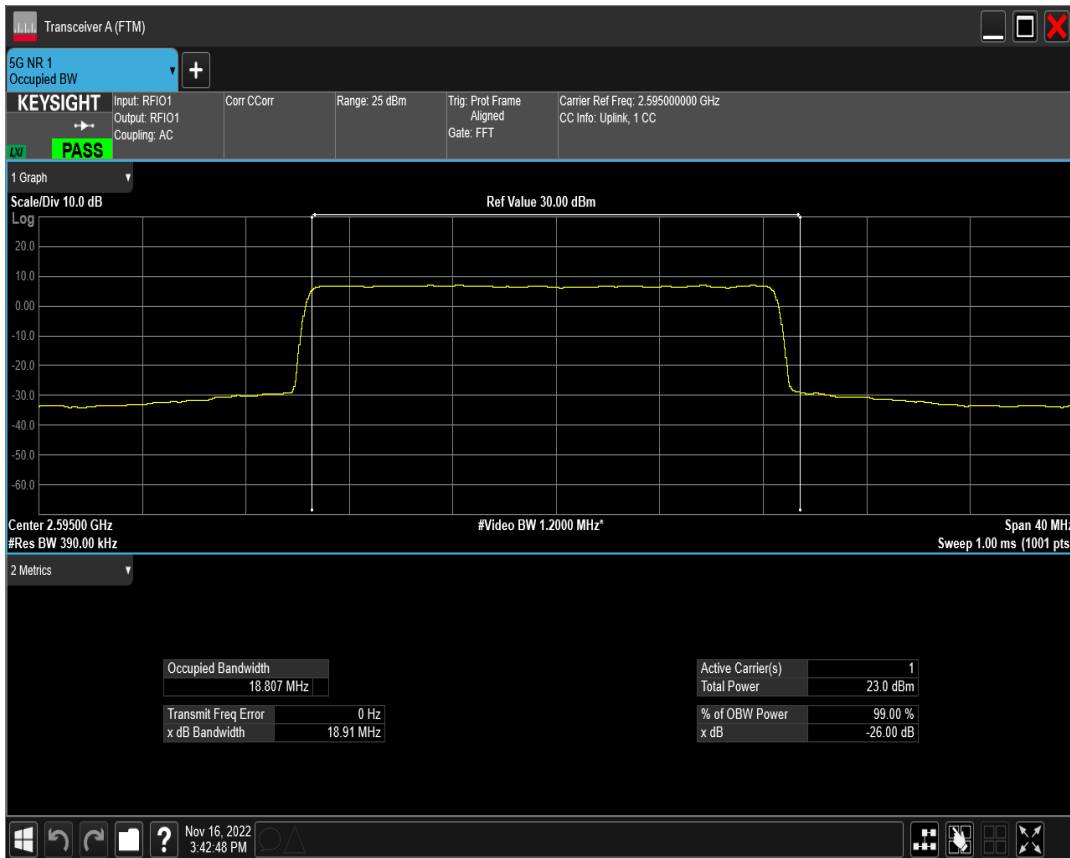 Transceiver A (FTM)
5G NR 1
Occupied BW
+
KEYSIGHT
LXI
PASS
Input: RFIO1
Output: RFIO1
Coupling: AC
Corr CCorr
Range: 25 dBm
Trig: Prot Frame
Aligned
Gate: FFT
Carrier Ref Freq: 2.595000000 GHz
CC Info: Uplink, 1 CC
1 Graph
Scale/Div 10.0 dB
Ref Value 30.00 dBm
Log
20.0
10.0
0.00
-10.0
-20.0
-30.0
-40.0
-50.0
-60.0
Center 2.59500 GHz
#Video BW 1.2000 MHz*
Span 40 MHz
#Res BW 390.00 kHz
Sweep 1.00 ms (1001 pts
2 Metrics
Occupied Bandwidth
18.807 MHz
Transmit Freq Error 0 Hz
x dB Bandwidth 18.91 MHz
Active Carrier(s) 1
Total Power 23.0 dBm
% of OBW Power 99.00 %
x dB -26.00 dB
?
Nov 16, 2022
3:42:48 PM